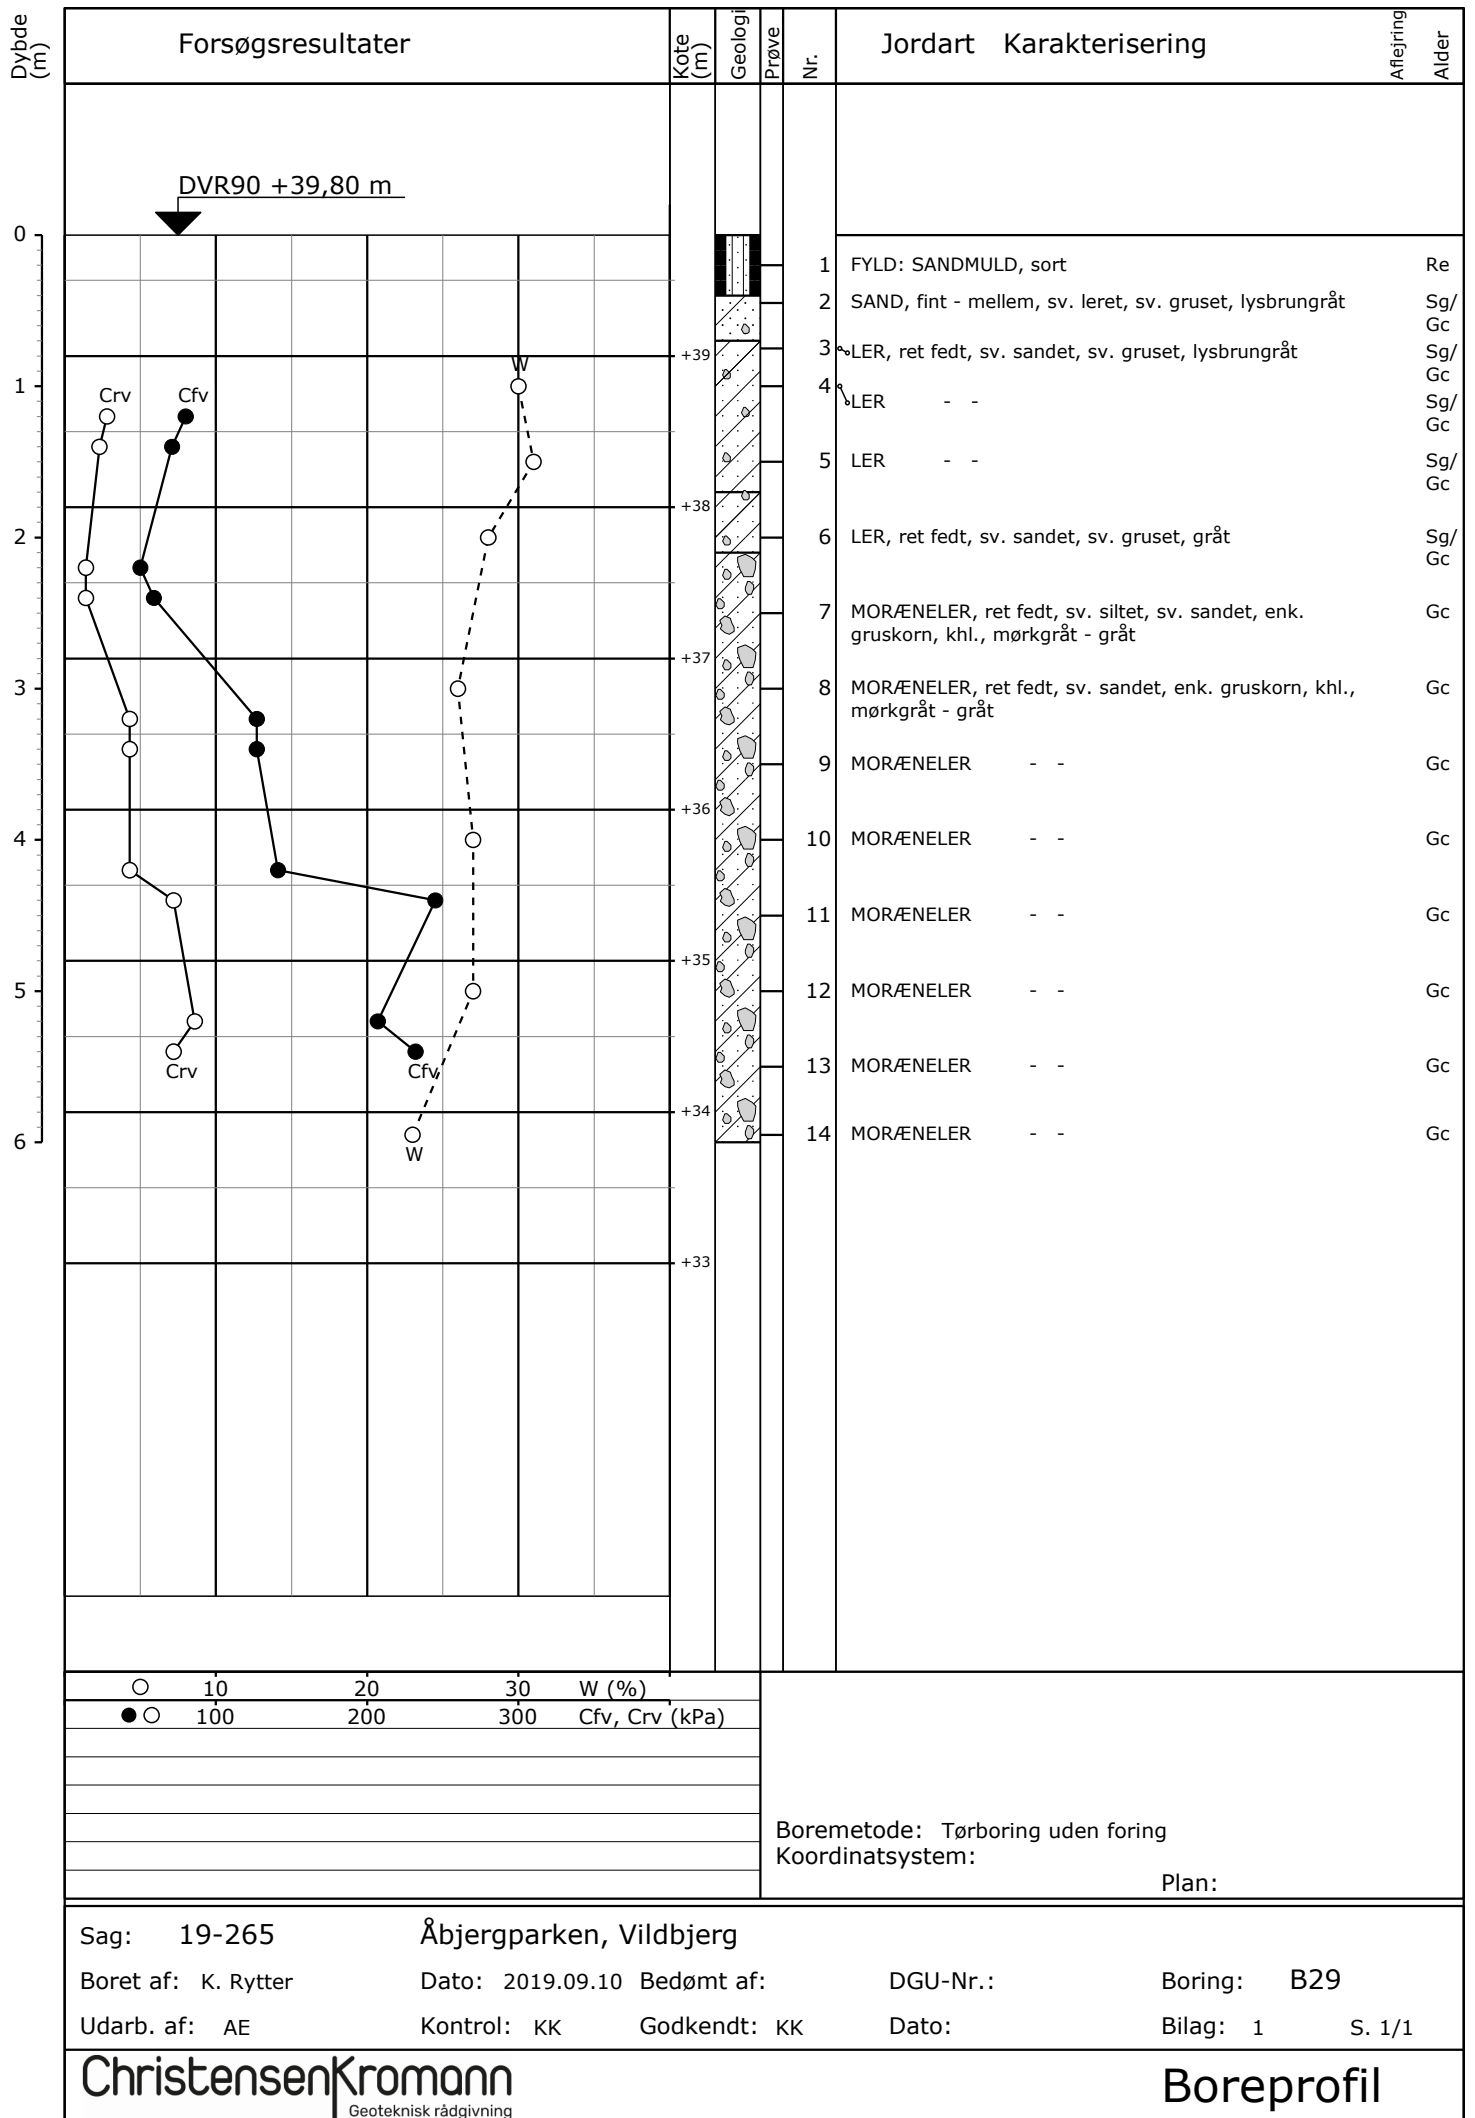 Dybde
(m)
Forsøgsresultater
Kote
(m)
Geologi
Prøve
Nr.
Jordart Karakterisering
Aflejring
Alder
DVR90 +39,80 m
0
1 FYLD: SANDMULD, sort Re
2 SAND, fint - mellem, sv. leret, sv. gruset, lysbrungråt Sg/
Gc
+39
W
3 LER, ret fedt, sv. sandet, sv. gruset, lysbrungråt Sg/
Gc
1
Crv Cfv
4 LER - - Sg/
Gc
5 LER - - Sg/
Gc
+38
2
6 LER, ret fedt, sv. sandet, sv. gruset, gråt Sg/
Gc
7 MORÆNELER, ret fedt, sv. siltet, sv. sandet, enk. Gc
gruskorn, khl., mørkgråt - gråt
+37
3
8 MORÆNELER, ret fedt, sv. sandet, enk. gruskorn, khl., Gc
mørkgråt - gråt
9 MORÆNELER - - Gc
+36
4
10 MORÆNELER - - Gc
11 MORÆNELER - - Gc
+35
5
12 MORÆNELER - - Gc
Crv Cfv
13 MORÆNELER - - Gc
+34
6
W
14 MORÆNELER - - Gc
+33
10 20 30 W (%)
100 200 300 Cfv, Crv (kPa)
Boremetode: Tørboring uden foring
Koordinatsystem:
Plan:
Sag: 19-265 Åbjergparken, Vildbjerg
Boret af: K. Rytter Dato: 2019.09.10 Bedømt af: DGU-Nr.: Boring: B29
Udarb. af: AE Kontrol: KK Godkendt: KK Dato: Bilag: 1 S. 1/1
ChristensenKromann
Geoteknisk rådgivning
Boreprofil